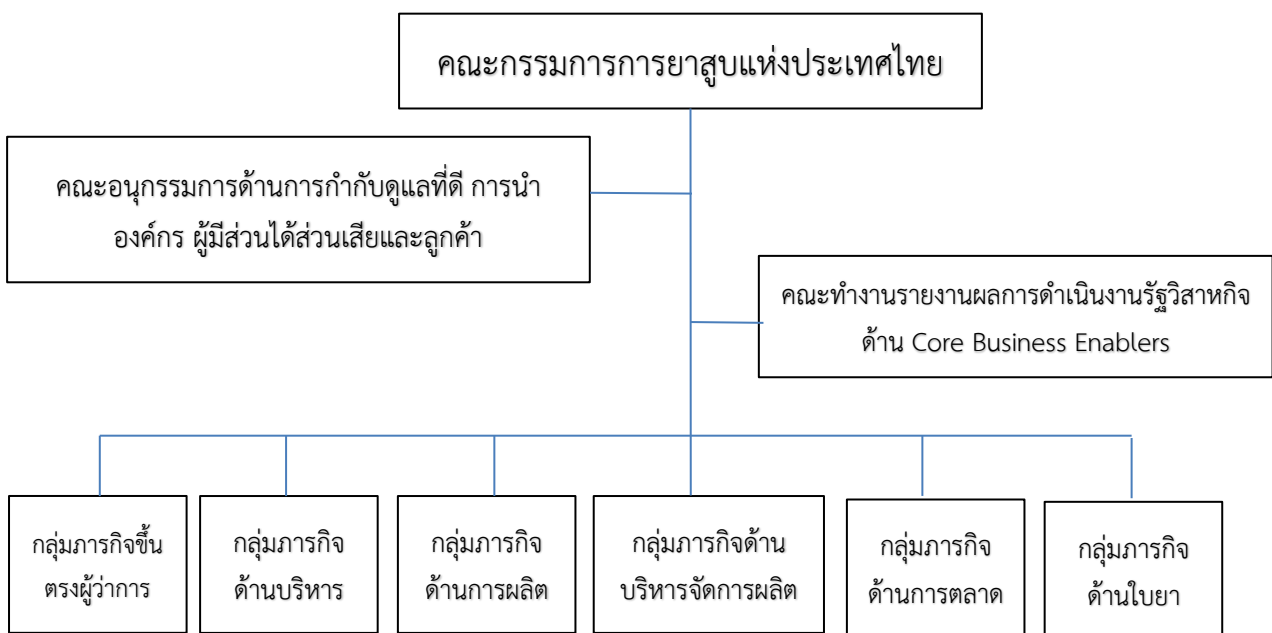 คณะกรรมการการยาสูบแห่งประเทศไทย
คณะอนุกรรมการด้านการกำกับดูแลที่ดี การนำ
องค์กร ผู้มีส่วนได้ส่วนเสียและลูกค้า
คณะทำงานรายงานผลการดำเนินงานรัฐวิสาหกิจ
ด้าน Core Business Enablers
กลุ่มภารกิจขึ้น
ตรงผู้ว่าการ
กลุ่มภารกิจ
ด้านบริหาร
กลุ่มภารกิจ
ด้านการผลิต
กลุ่มภารกิจด้าน
บริหารจัดการผลิต
กลุ่มภารกิจ
ด้านการตลาด
กลุ่มภารกิจ
ด้านใบยา